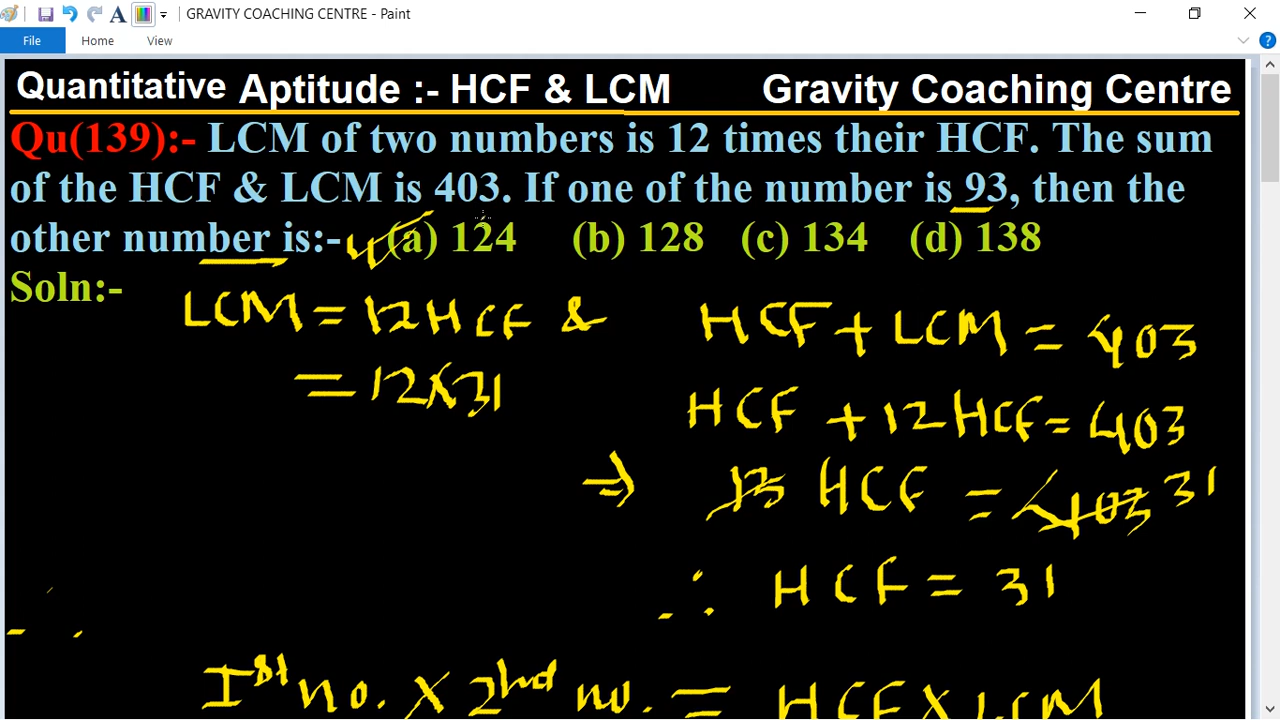 GRAVITY COACHING CENTRE - Paint
File Home View
Quantitative Aptitude :- HCF & LCM Gravity Coaching Centre
Qu(139):- LCM of two numbers is 12 times their HCF. The sum
of the HCF & LCM is 403. If one of the number is 93, then the
other number is:- (a) 124 (b) 128 (c) 134 (d) 138
Soln:-
LCM = 12HCF & HCF + LCM = 403
= 12×31 HCF + 12HCF = 403
⇒ 13 HCF = 403 31
∴ HCF = 31
Ist no. × 2nd no. = HCF × LCM